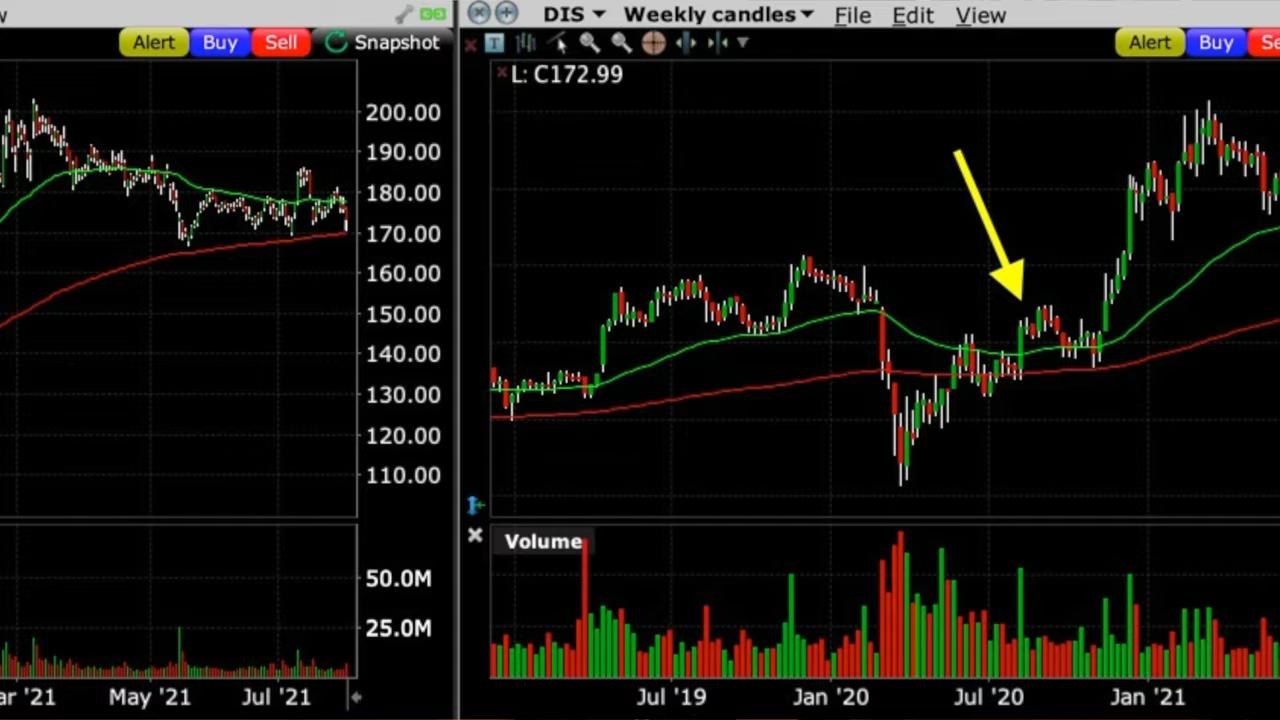 w
Alert Buy Sell Snapshot
200.00
190.00
180.00
170.00
160.00
150.00
140.00
130.00
120.00
110.00
50.0M
25.0M
ar '21 May '21 Jul '21
DIS Weekly candles File Edit View
T
Alert Buy Se
L: C172.99
Volume
Jul '19 Jan '20 Jul '20 Jan '21